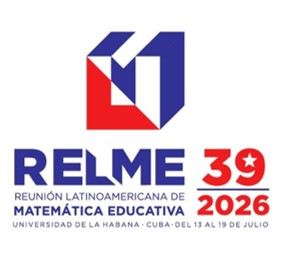 RELME 39
REUNIÓN LATINOAMERICANA DE
MATEMÁTICA EDUCATIVA 2026
UNIVERSIDAD DE LA HABANA · CUBA · DEL 13 AL 19 DE JULIO